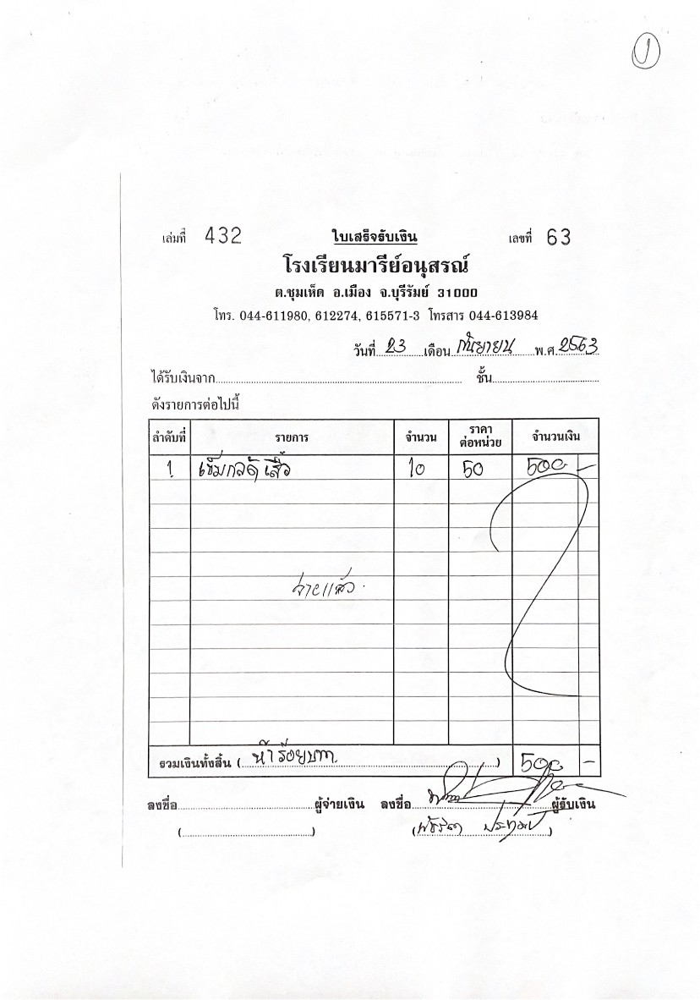 1
เล่มที่ 432 ใบเสร็จรับเงิน เลขที่ 63
โรงเรียนมารีย์อนุสรณ์
ต.ชุมเห็ด อ.เมือง จ.บุรีรัมย์ 31000
โทร. 044-611980, 612274, 615571-3 โทรสาร 044-613984
วันที่ 23 เดือน กันยายน พ.ศ. 2563
ได้รับเงินจาก ชั้น
ดังรายการต่อไปนี้
ลำดับที่ รายการ จำนวน ราคาต่อหน่วย จำนวนเงิน
1 เข็มกลัดเสื้อ 10 50 500 -
จ่ายแล้ว
รวมเงินทั้งสิ้น ( ห้าร้อยบาท ) 500 -
ลงชื่อ ผู้จ่ายเงิน ลงชื่อ ผู้รับเงิน
( ) ( )